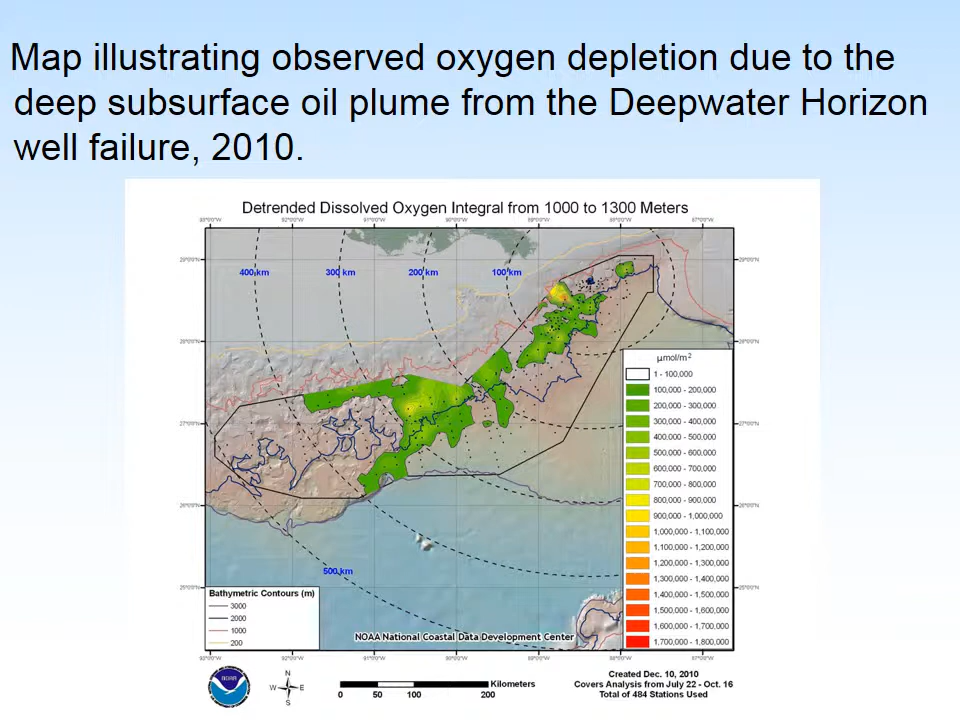 Map illustrating observed oxygen depletion due to the
deep subsurface oil plume from the Deepwater Horizon
well failure, 2010.
Detrended Dissolved Oxygen Integral from 1000 to 1300 Meters
400 km
300 km
200 km
100 km
µmol/m²
1 - 100,000
100,000 - 200,000
200,000 - 300,000
300,000 - 400,000
400,000 - 500,000
500,000 - 600,000
600,000 - 700,000
700,000 - 800,000
800,000 - 900,000
900,000 - 1,000,000
1,000,000 - 1,100,000
1,100,000 - 1,200,000
1,200,000 - 1,300,000
1,300,000 - 1,400,000
1,400,000 - 1,500,000
1,500,000 - 1,600,000
1,600,000 - 1,700,000
1,700,000 - 1,800,000
500 km
Bathymetric Contours (m)
3000
2000
1000
200
NOAA National Coastal Data Development Center
NOAA
N
W
E
S
Kilometers
0 50 100 200
Created Dec. 10, 2010
Covers Analysis from July 22 - Oct. 16
Total of 484 Stations Used